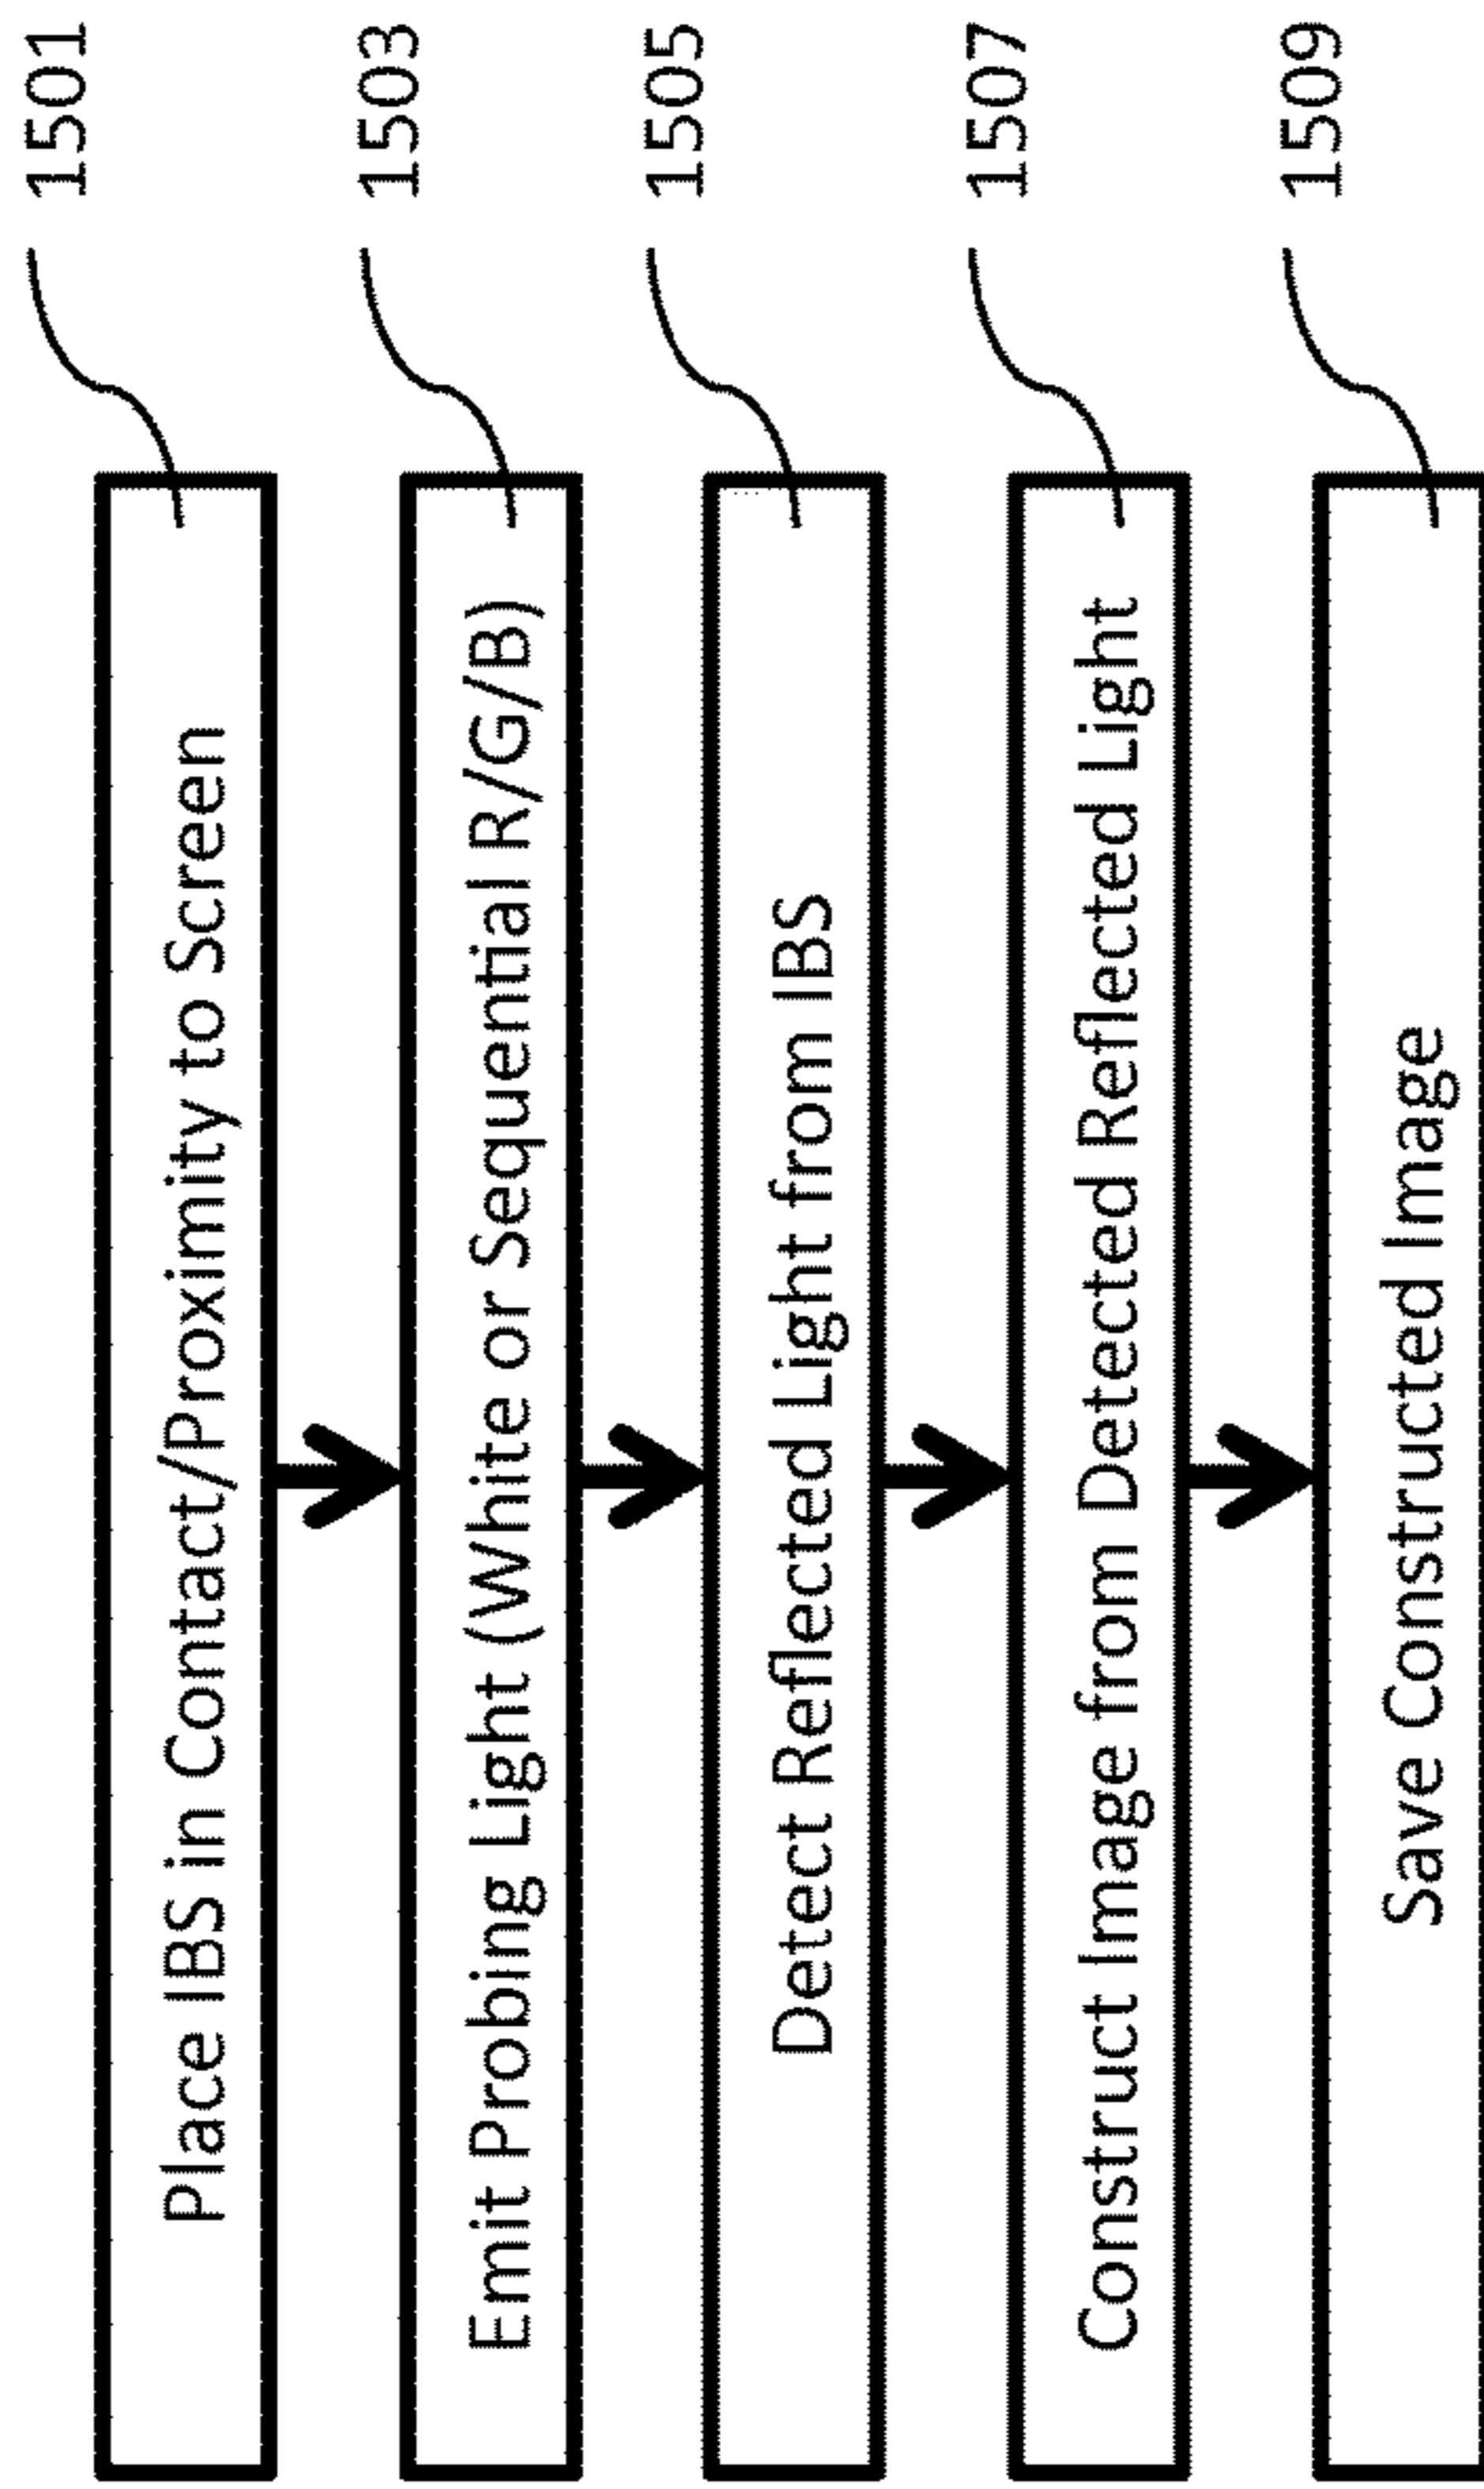 Place IBS in Contact/Proximity to Screen
1501
Emit Probing Light (White or Sequential R/G/B)
1503
Detect Reflected Light from IBS
1505
Construct Image from Detected Reflected Light
1507
Save Constructed Image
1509